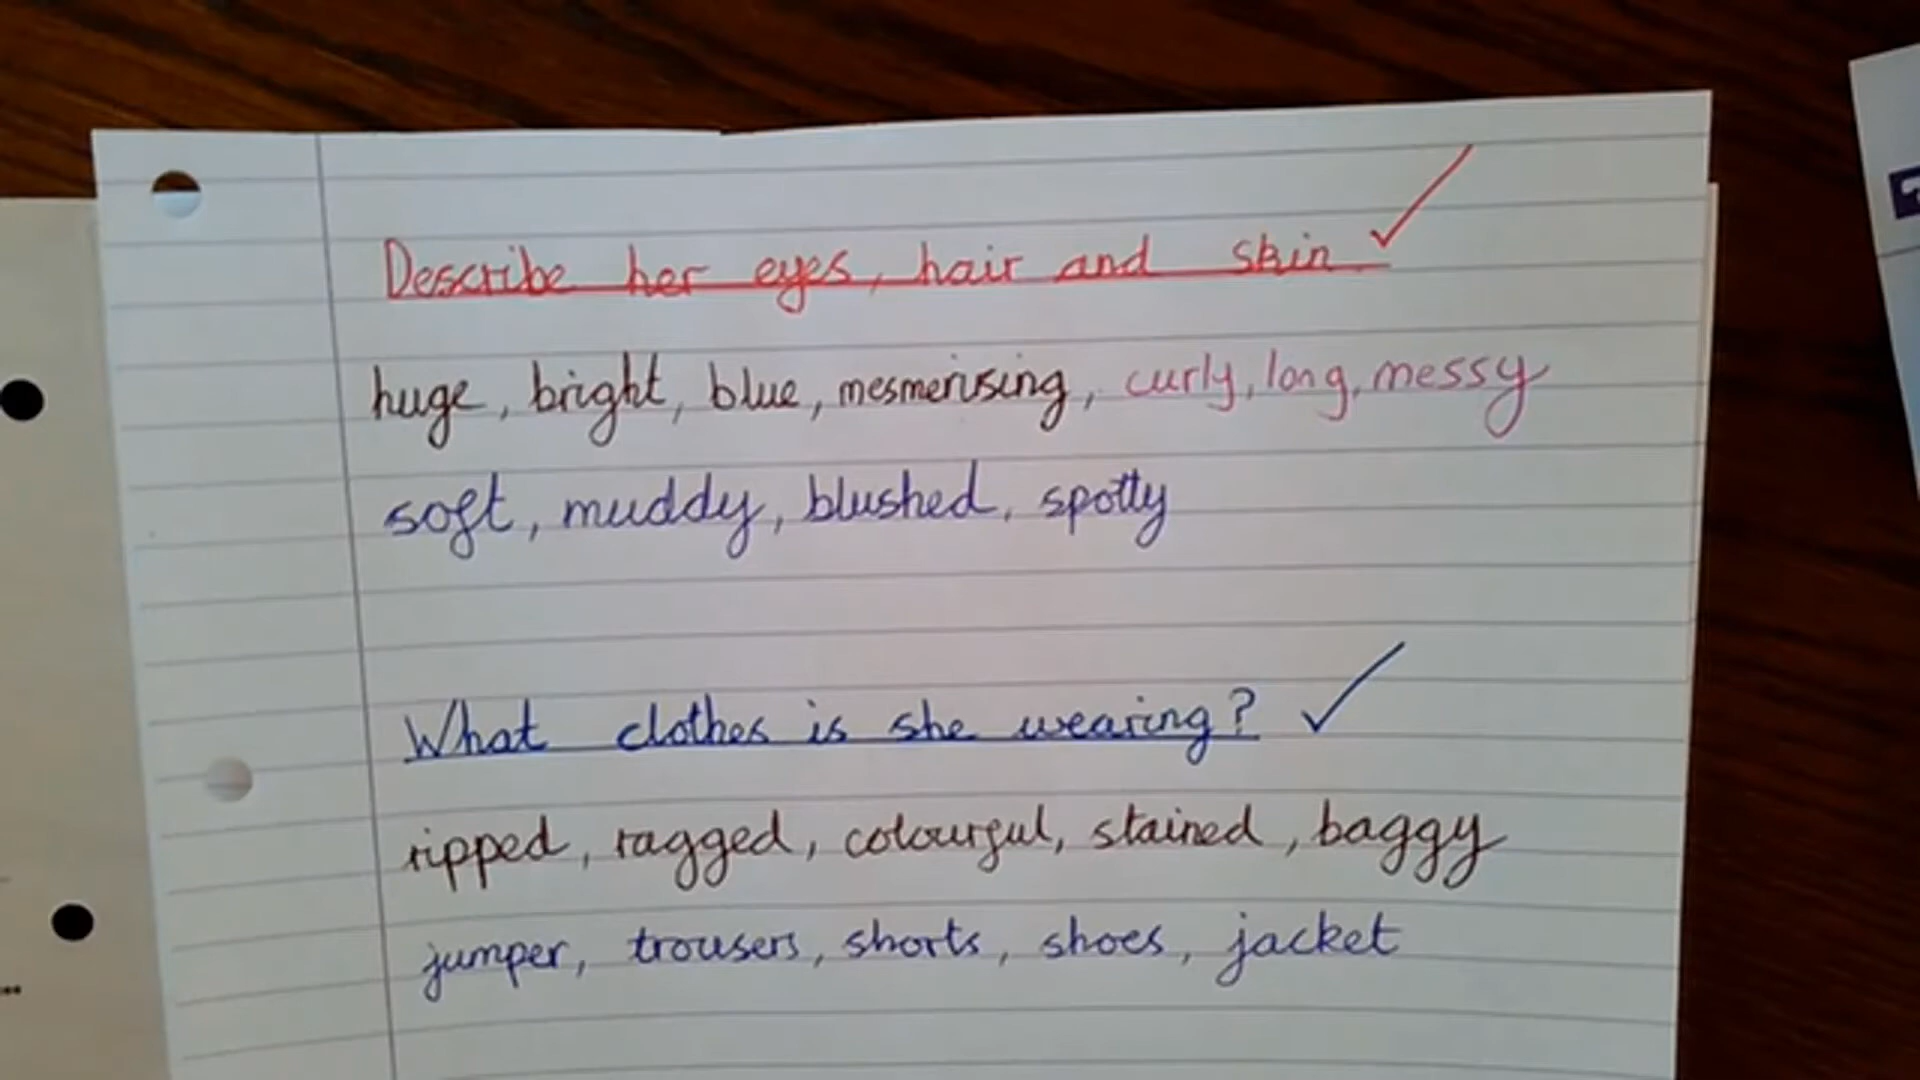 Describe her eyes, hair and skin.
huge, bright, blue, mesmerising, curly, long, messy
soft, muddy, blushed, spotty
What clothes is she wearing?
ripped, ragged, colourful, stained, baggy
jumper, trousers, shorts, shoes, jacket